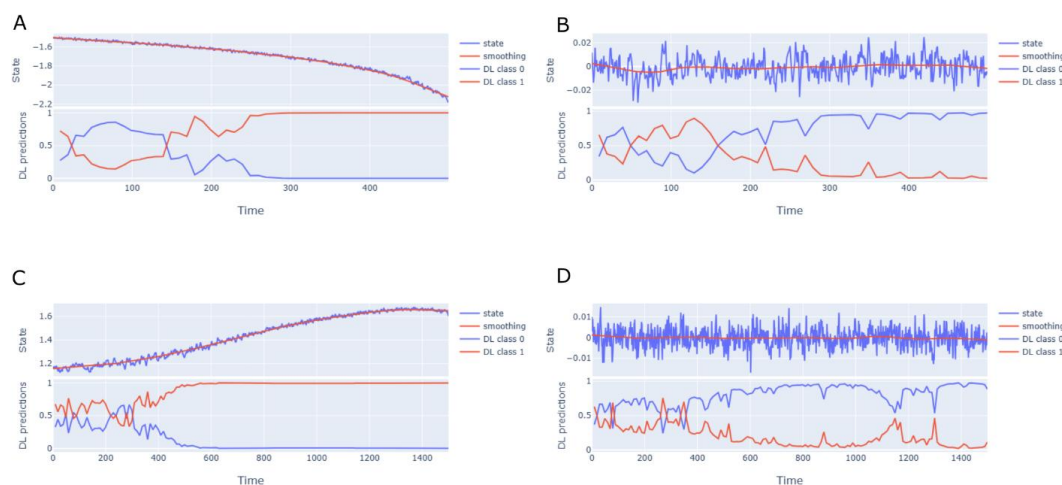 A
State
−1.6
−1.8
−2
−2.2
state
smoothing
DL class 0
DL class 1
DL predictions
1
0.5
0
0
100
200
300
400
Time
B
State
0.02
0
−0.02
state
smoothing
DL class 0
DL class 1
DL predictions
1
0.5
0
0
100
200
300
400
Time
C
State
1.6
1.4
1.2
state
smoothing
DL class 0
DL class 1
DL predictions
1
0.5
0
0
200
400
600
800
1000
1200
1400
Time
D
State
0.01
0
−0.01
state
smoothing
DL class 0
DL class 1
DL predictions
1
0.5
0
0
200
400
600
800
1000
1200
1400
Time